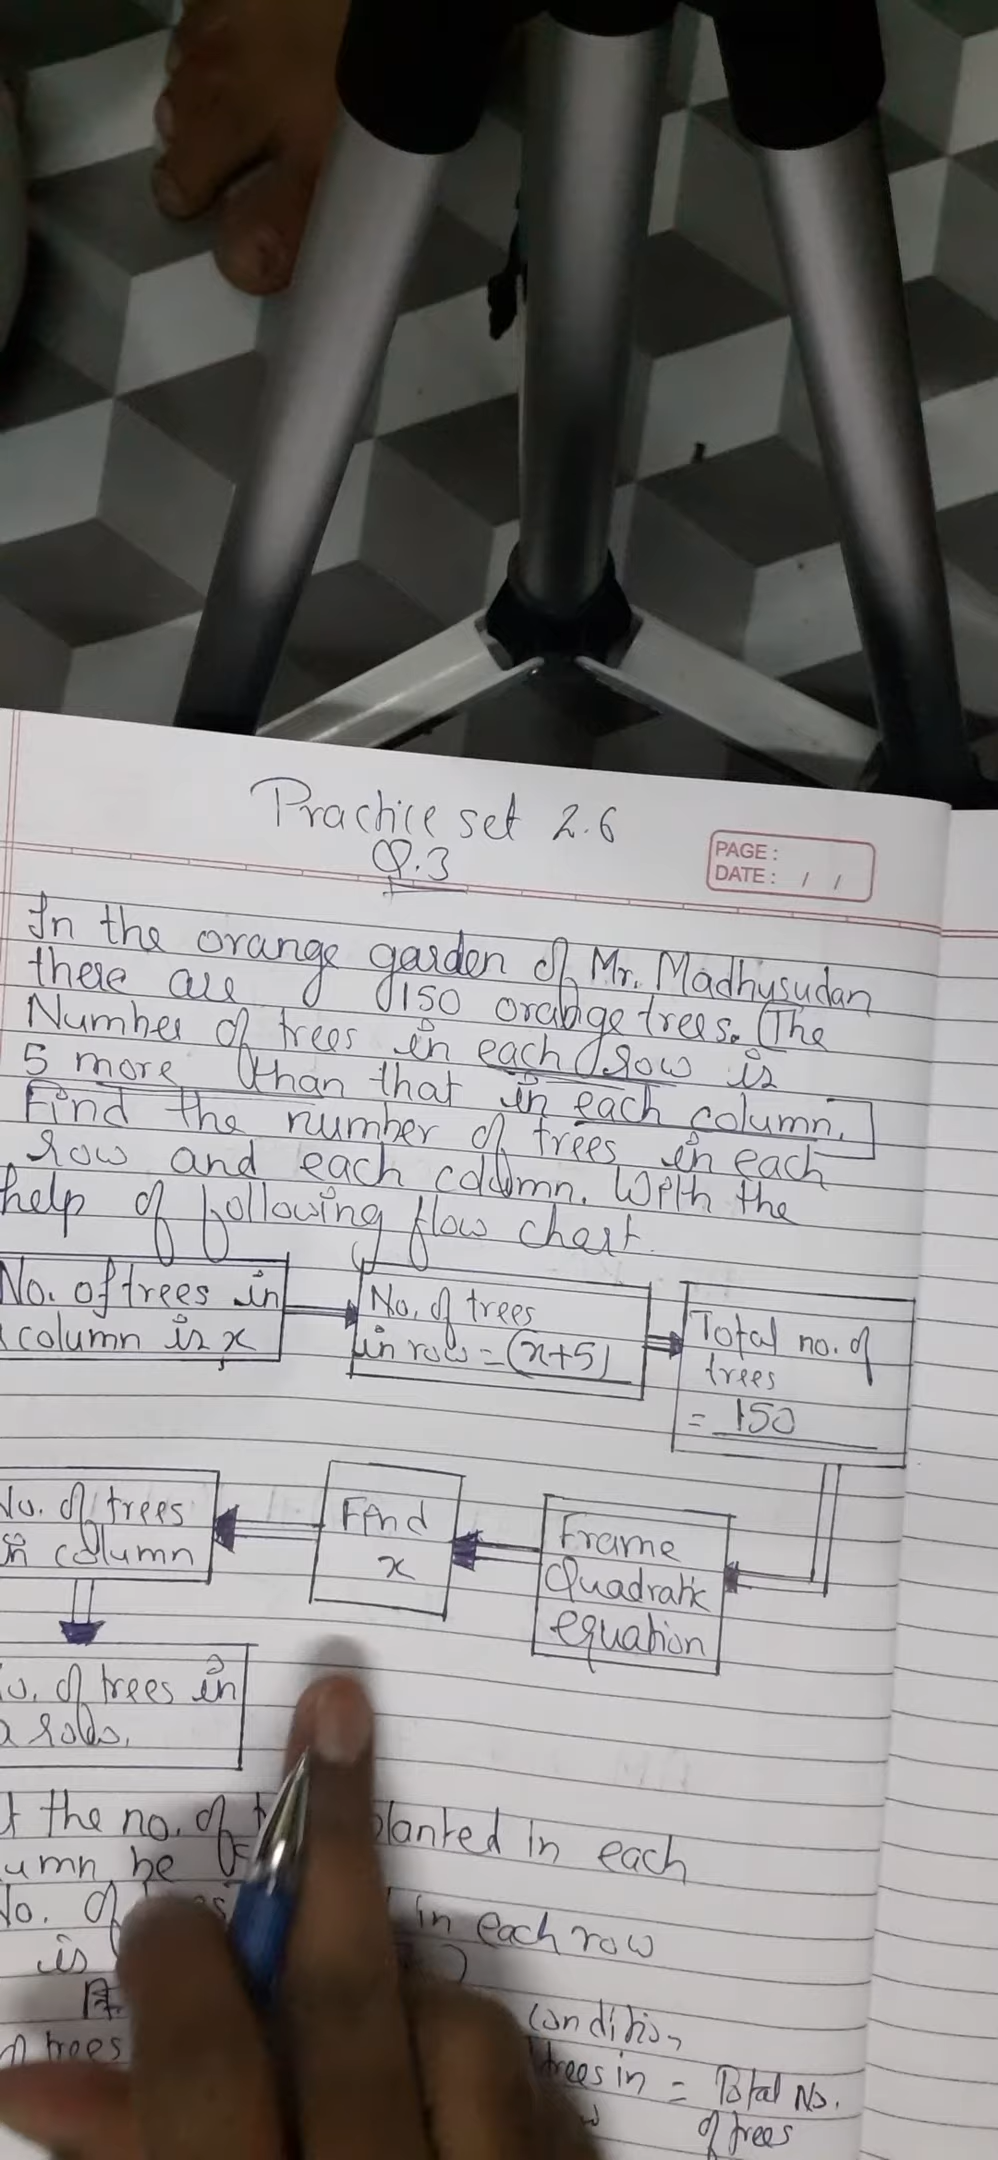 Practice set 2.6
Q.3
PAGE:
DATE: / /
In the orange garden of Mr. Madhusudan
there are 150 orange trees. The
Number of trees in each row is
5 more than that in each column.
Find the number of trees in each
row and each column. With the
help of following flow chart.
No. of trees in
column is x
No. of trees
in row = (x+5)
Total no. of
trees
= 150
No. of trees
in column
Find
x
Frame
Quadratic
equation
of trees in
a row.
the no. of planted in each
be
No. of in each row
is
condition
of trees trees in = Total No.
of trees